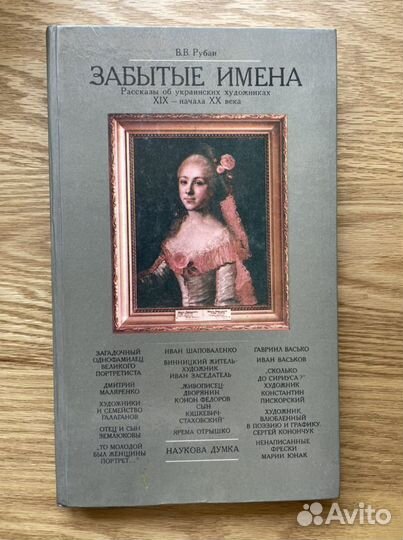 В.В. Рубан
ЗАБЫТЫЕ ИМЕНА
Рассказы об украинских художниках
XIX — начала XX века
ЗАГАДОЧНЫЙ
ОДНОФАМИЛЕЦ
ВЕЛИКОГО
ПОРТРЕТИСТА
ДМИТРИЙ
МАЛЯРЕНКО
ХУДОЖНИКИ
И СЕМЕЙСТВО
ГАЛАГАНОВ
ОТЕЦ И СЫН
ЗЕМЛЮКОВЫ
„ТО МОЛОДОЙ
БЫЛ ЖЕНЩИНЫ
ПОРТРЕТ..."
ИВАН ШАПОВАЛЕНКО
ВИННИЦКИЙ ЖИТЕЛЬ-
ХУДОЖНИК
ИВАН ЗАСЕДАТЕЛЬ
„ЖИВОПИСЕЦ-
ДВОРЯНИН
КОНОН ФЕДОРОВ
СЫН
ЮШКЕВИЧ-
СТАХОВСКИЙ"
ЯРЕМА ОТРЫШКО
НАУКОВА ДУМКА
ГАВРИИЛ ВАСЬКО
ИВАН ВАСЬКОВ
„СКОЛЬКО
ДО СИРИУСА?"
ХУДОЖНИК
КОНСТАНТИН
ПИСКОРСКИЙ
ХУДОЖНИК,
ВЛЮБЛЕННЫЙ
В ПОЭЗИЮ И ГРАФИКУ.
СЕРГЕЙ КОНОНЧУК
НЕНАПИСАННЫЕ
ФРЕСКИ
МАРИИ ЮНАК
Avito